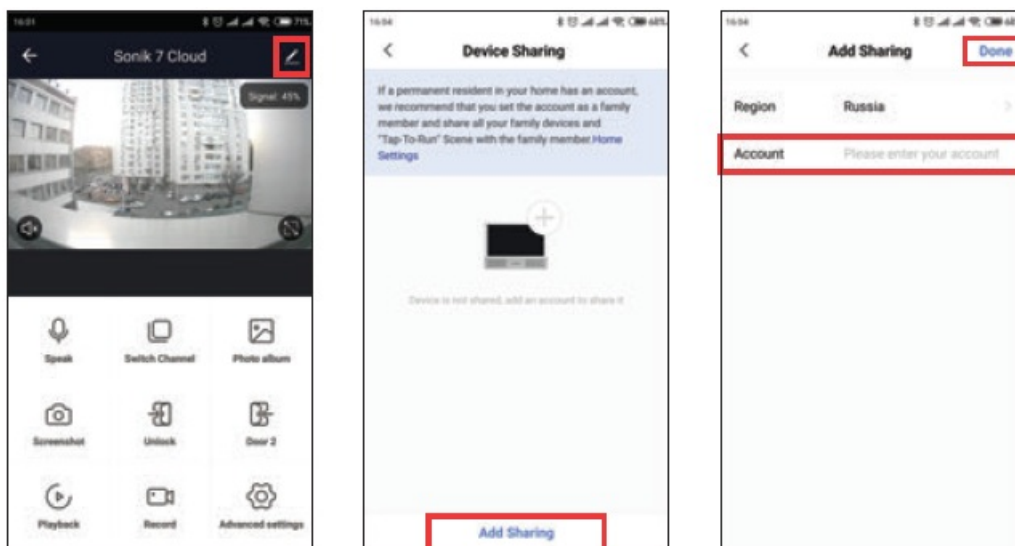 16:01
71%
Sonik 7 Cloud
Signal: 45%
Speak
Switch Channel
Photo album
Screenshot
Unlock
Door 2
Playback
Record
Advanced settings
16:04
68%
Device Sharing
If a permanent resident in your home has an account,
we recommend that you set the account as a family
member and share all your family devices and
"Tap-To-Run" Scene with the family member.Home
Settings
Device is not shared, add an account to share it
Add Sharing
16:04
Add Sharing
Done
Region Russia
Account Please enter your account